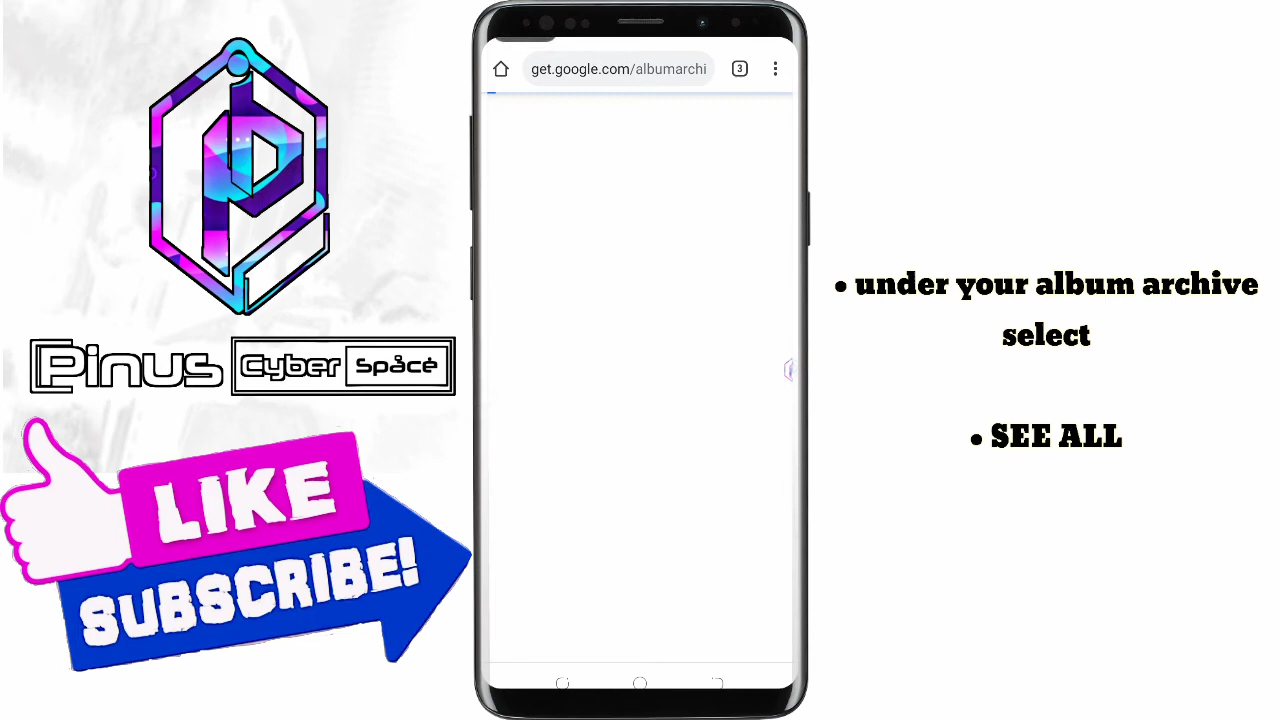 Pinus Cyber Space
LIKE
SUBSCRIBE!
get.google.com/albumarchi
3
• under your album archive
select
• SEE ALL